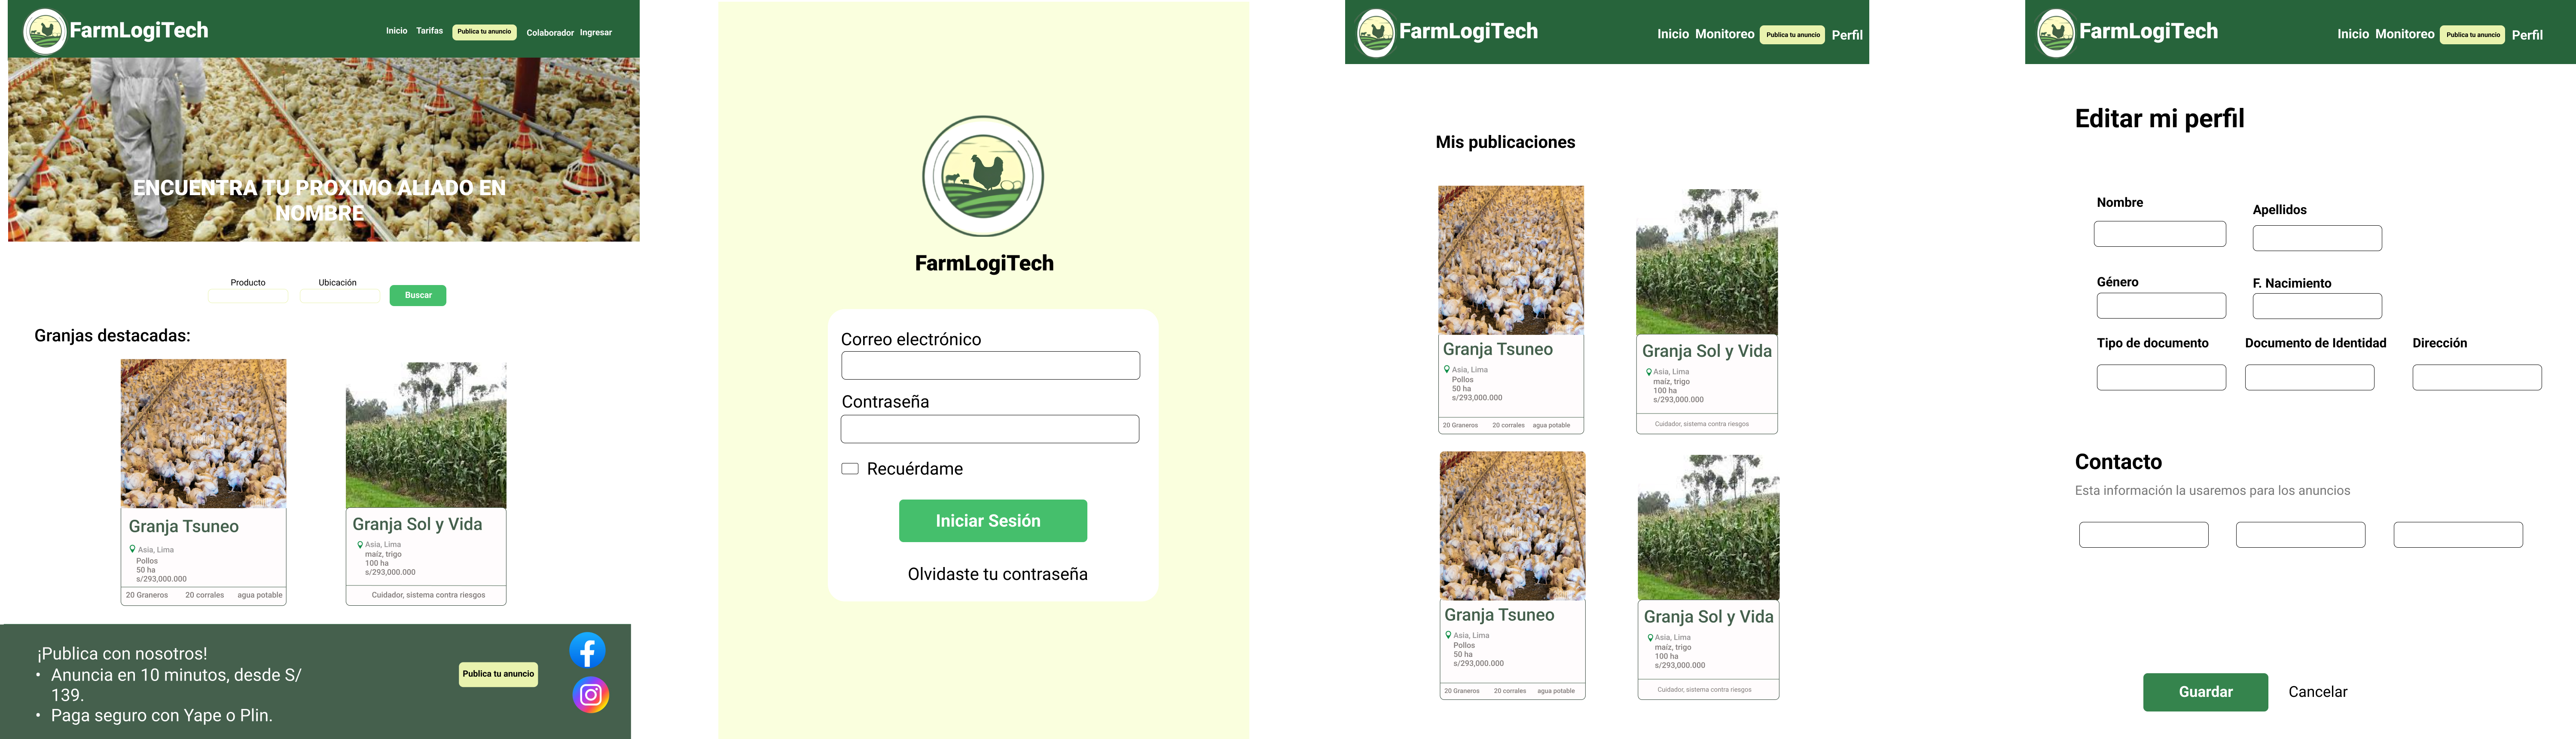 FarmLogiTech
Inicio Tarifas Publica tu anuncio Colaborador Ingresar
ENCUENTRA TU PROXIMO ALIADO EN
NOMBRE
Producto Ubicación Buscar
Granjas destacadas:
Granja Tsuneo
Asia, Lima
Pollos
50 ha
s/293,000.000
20 Graneros 20 corrales agua potable
Granja Sol y Vida
Asia, Lima
maíz, trigo
100 ha
s/293,000.000
Cuidador, sistema contra riesgos
¡Publica con nosotros!
• Anuncia en 10 minutos, desde S/
139.
• Paga seguro con Yape o Plin.
Publica tu anuncio
FarmLogiTech
Correo electrónico
Contraseña
Recuérdame
Iniciar Sesión
Olvidaste tu contraseña
FarmLogiTech
Inicio Monitoreo Publica tu anuncio Perfil
Mis publicaciones
Granja Tsuneo
Asia, Lima
Pollos
50 ha
s/293,000.000
20 Graneros 20 corrales agua potable
Granja Sol y Vida
Asia, Lima
maíz, trigo
100 ha
s/293,000.000
Cuidador, sistema contra riesgos
Granja Tsuneo
Asia, Lima
Pollos
50 ha
s/293,000.000
20 Graneros 20 corrales agua potable
Granja Sol y Vida
Asia, Lima
maíz, trigo
100 ha
s/293,000.000
Cuidador, sistema contra riesgos
FarmLogiTech
Inicio Monitoreo Publica tu anuncio Perfil
Editar mi perfil
Nombre
Apellidos
Género
F. Nacimiento
Tipo de documento
Documento de Identidad
Dirección
Contacto
Esta información la usaremos para los anuncios
Guardar
Cancelar